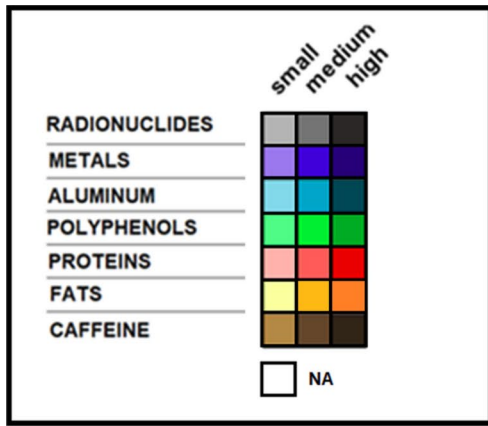 small
medium
high
RADIONUCLIDES
METALS
ALUMINUM
POLYPHENOLS
PROTEINS
FATS
CAFFEINE
NA